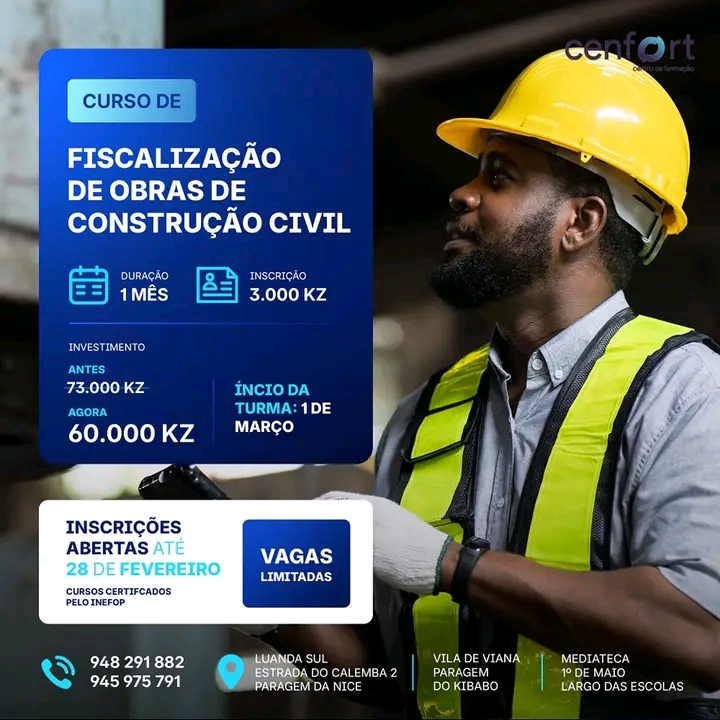 cenfort
centro de formação
CURSO DE
FISCALIZAÇÃO
DE OBRAS DE
CONSTRUÇÃO CIVIL
DURAÇÃO
1 MÊS
INSCRIÇÃO
3.000 KZ
INVESTIMENTO
ANTES
73.000 KZ
AGORA
60.000 KZ
ÍNCIO DA
TURMA: 1 DE
MARÇO
INSCRIÇÕES
ABERTAS ATÉ
28 DE FEVEREIRO
CURSOS CERTIFCADOS
PELO INEFOP
VAGAS
LIMITADAS
948 291 882
945 975 791
LUANDA SUL
ESTRADA DO CALEMBA 2
PARAGEM DA NICE
VILA DE VIANA
PARAGEM
DO KIBABO
MEDIATECA
1º DE MAIO
LARGO DAS ESCOLAS